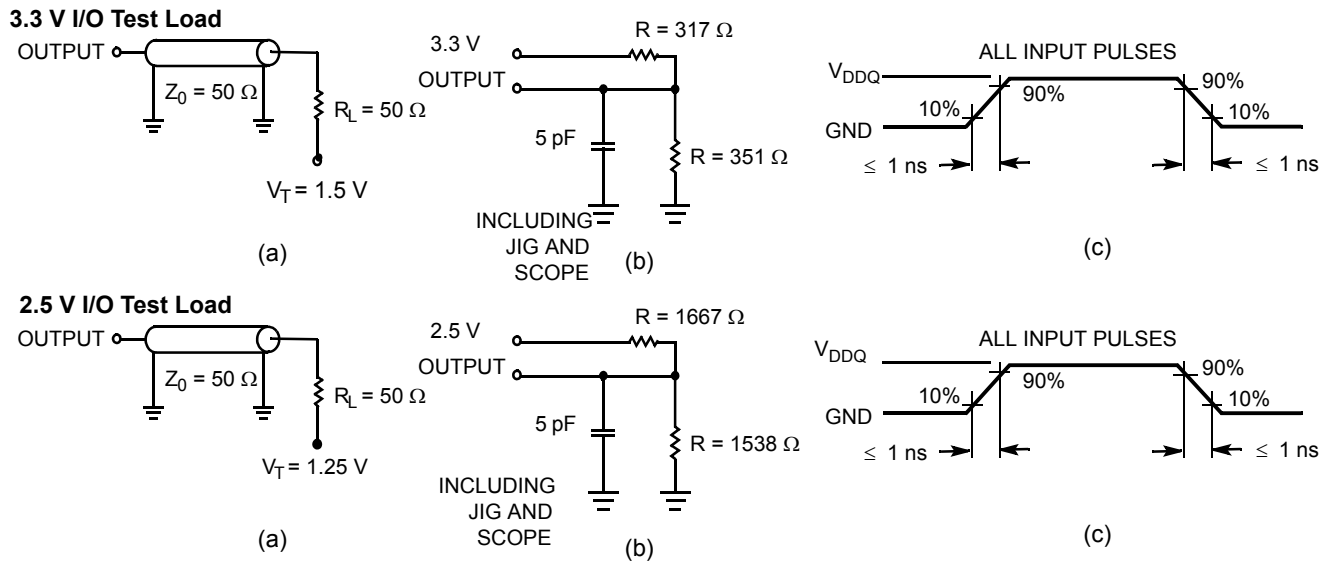 3.3 V I/O Test Load
OUTPUT
Z0 = 50 Ω
RL = 50 Ω
VT = 1.5 V
(a)
3.3 V
OUTPUT
R = 317 Ω
5 pF
R = 351 Ω
INCLUDING
JIG AND
SCOPE
(b)
ALL INPUT PULSES
VDDQ
GND
10%
90%
90%
10%
≤ 1 ns
≤ 1 ns
(c)
2.5 V I/O Test Load
OUTPUT
Z0 = 50 Ω
RL = 50 Ω
VT = 1.25 V
(a)
2.5 V
OUTPUT
R = 1667 Ω
5 pF
R = 1538 Ω
INCLUDING
JIG AND
SCOPE
(b)
ALL INPUT PULSES
VDDQ
GND
10%
90%
90%
10%
≤ 1 ns
≤ 1 ns
(c)